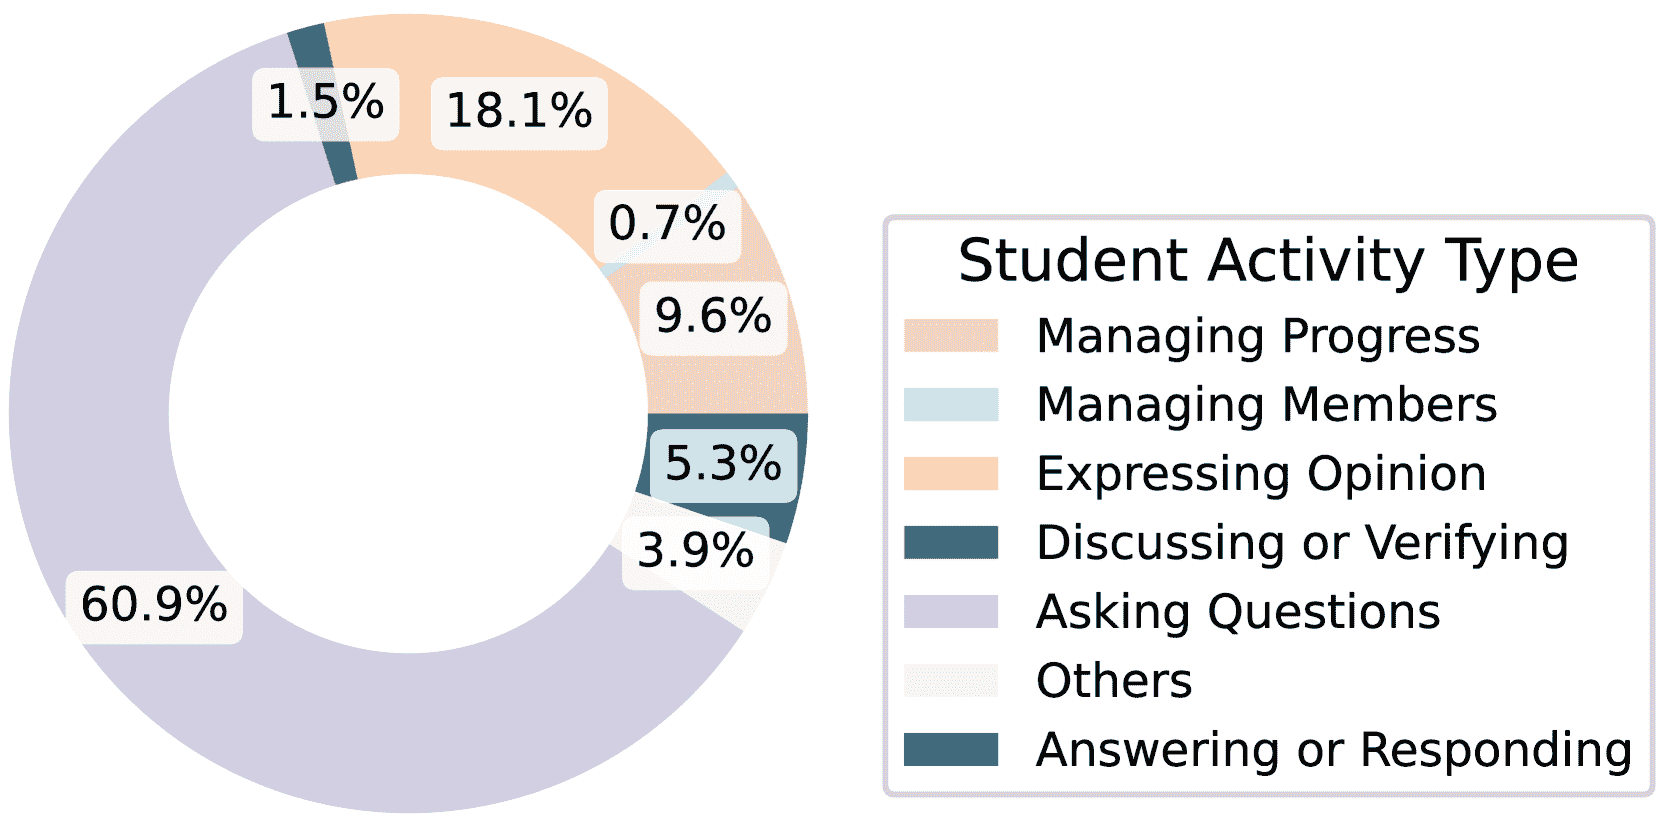 1.5%
18.1%
0.7%
9.6%
5.3%
3.9%
60.9%
Student Activity Type
Managing Progress
Managing Members
Expressing Opinion
Discussing or Verifying
Asking Questions
Others
Answering or Responding